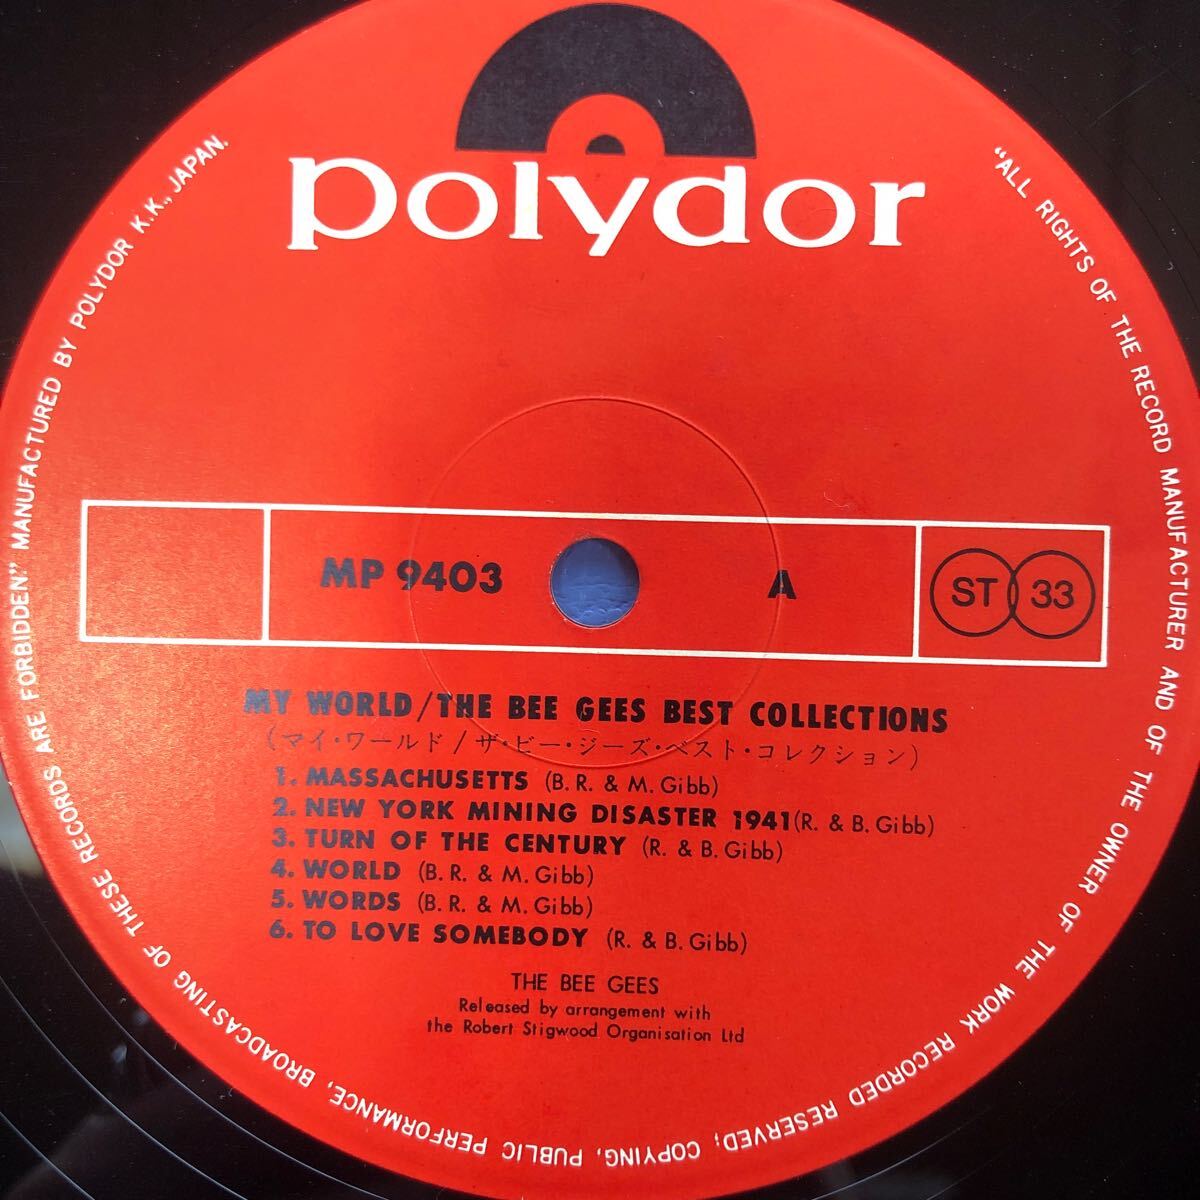 polydor
"ALL RIGHTS OF THE RECORD MANUFACTURER AND OF THE OWNER OF THE WORK RECORDED RESERVED; COPYING, PUBLIC PERFORMANCE, BROADCASTING OF THESE RECORDS ARE FORBIDDEN." MANUFACTURED BY POLYDOR K.K., JAPAN.
MP 9403 A ST 33
MY WORLD/THE BEE GEES BEST COLLECTIONS
(マイ・ワールド/ザ・ビー・ジーズ・ベスト・コレクション)
1. MASSACHUSETTS (B. R. & M. Gibb)
2. NEW YORK MINING DISASTER 1941 (R. & B. Gibb)
3. TURN OF THE CENTURY (R. & B. Gibb)
4. WORLD (B. R. & M. Gibb)
5. WORDS (B. R. & M. Gibb)
6. TO LOVE SOMEBODY (R. & B. Gibb)
THE BEE GEES
Released by arrangement with
the Robert Stigwood Organisation Ltd